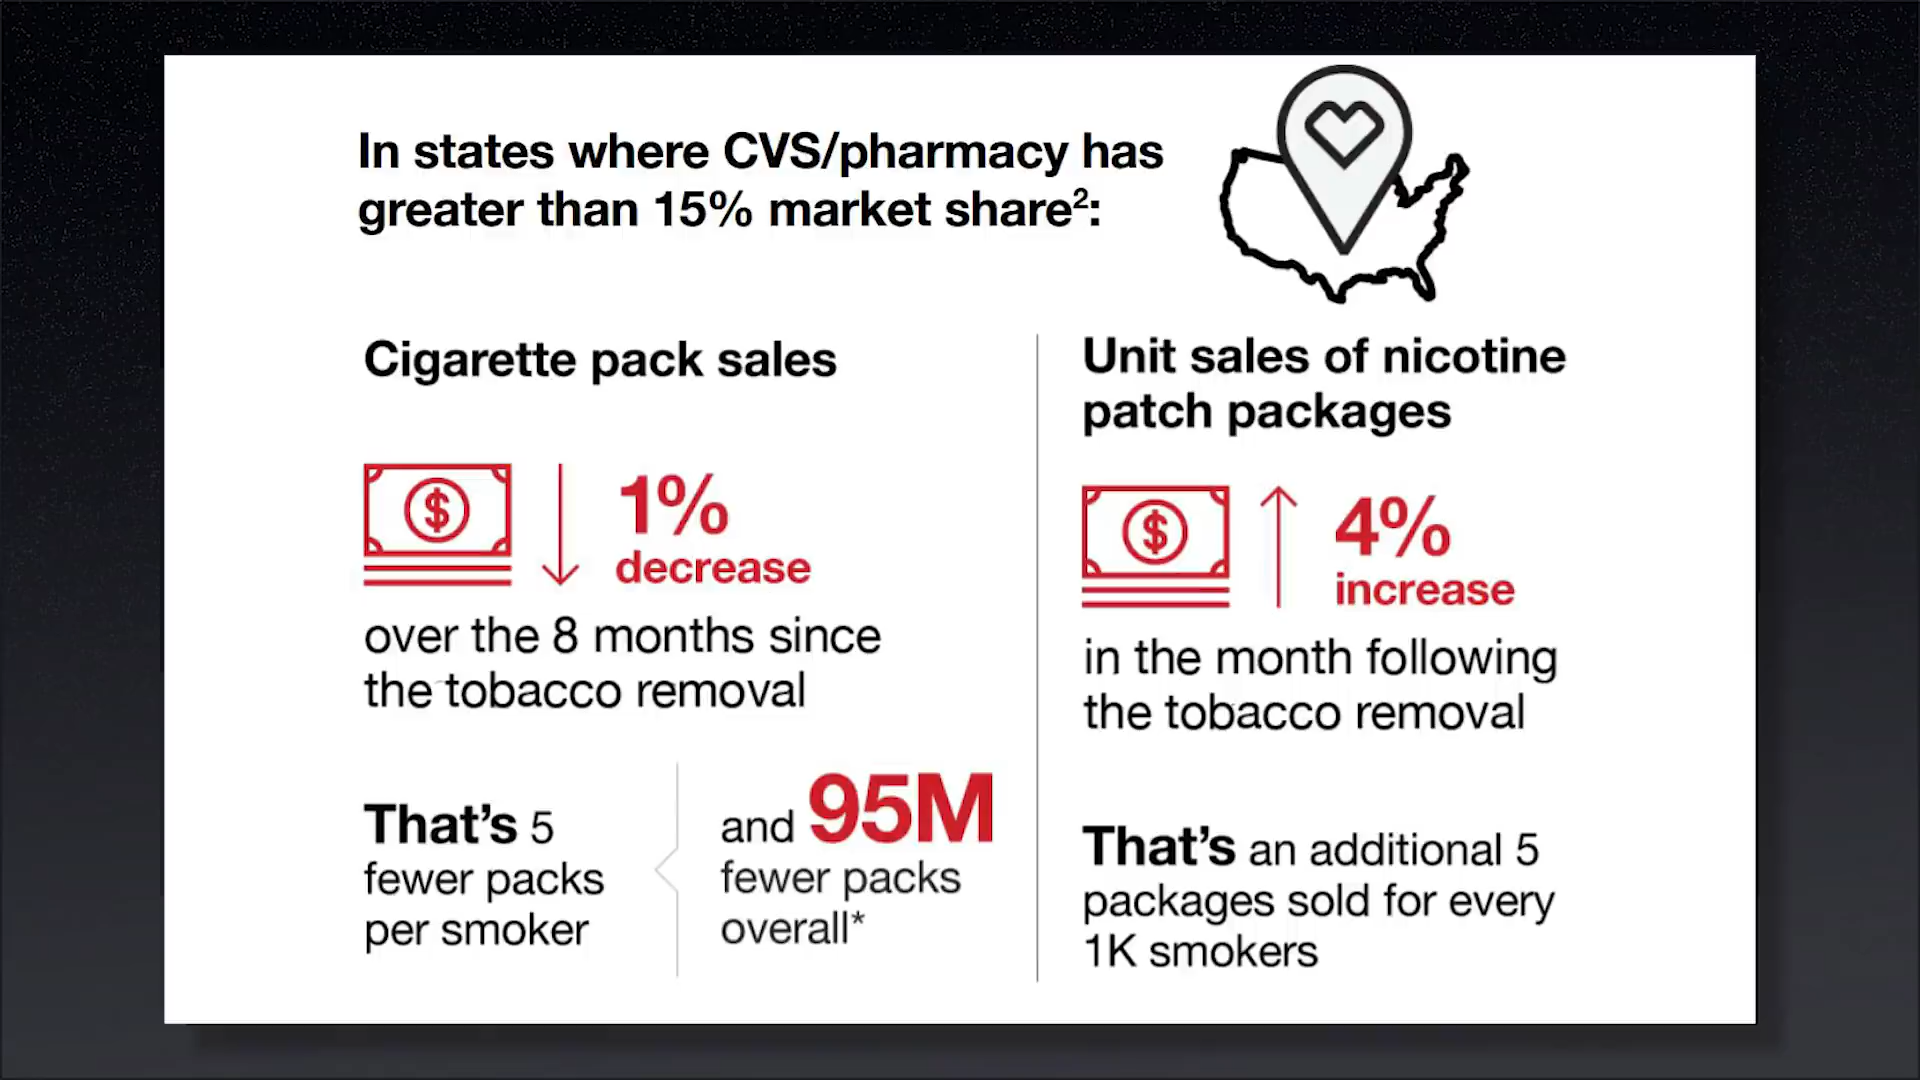 In states where CVS/pharmacy has
greater than 15% market share²:
Cigarette pack sales
$
1%
decrease
over the 8 months since
the tobacco removal
That's 5
fewer packs
per smoker
and 95M
fewer packs
overall*
Unit sales of nicotine
patch packages
$
4%
increase
in the month following
the tobacco removal
That's an additional 5
packages sold for every
1K smokers